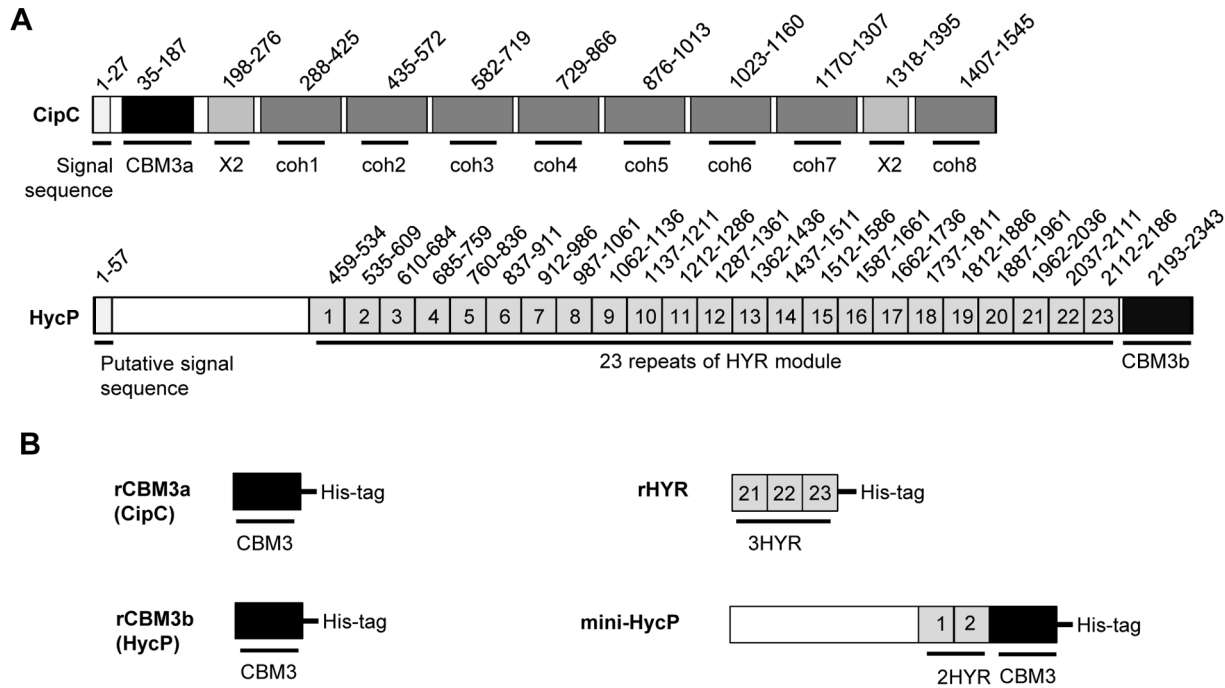 A
1-27
35-187
198-276
288-425
435-572
582-719
729-866
876-1013
1023-1160
1170-1307
1318-1395
1407-1545
CipC
Signal
sequence
CBM3a
X2
coh1
coh2
coh3
coh4
coh5
coh6
coh7
X2
coh8
1-57
459-534
535-609
610-684
685-759
760-836
837-911
912-986
987-1061
1062-1136
1137-1211
1212-1286
1287-1361
1362-1436
1437-1511
1512-1586
1587-1661
1662-1736
1737-1811
1812-1886
1887-1961
1962-2036
2037-2111
2112-2186
2193-2343
HycP
1 2 3 4 5 6 7 8 9 10 11 12 13 14 15 16 17 18 19 20 21 22 23
Putative signal
sequence
23 repeats of HYR module
CBM3b
B
rCBM3a
(CipC)
His-tag
CBM3
rHYR
21 22 23
His-tag
3HYR
rCBM3b
(HycP)
His-tag
CBM3
mini-HycP
1 2
His-tag
2HYR
CBM3